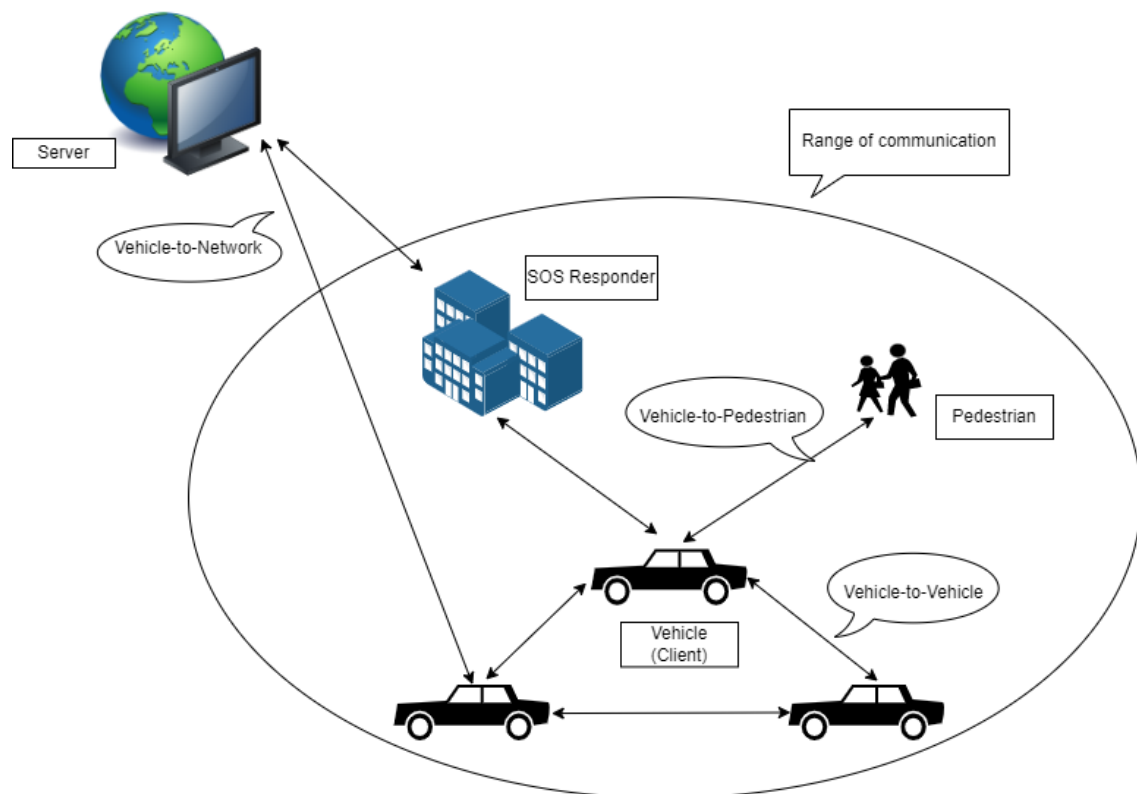 Server
Range of communication
Vehicle-to-Network
SOS Responder
Vehicle-to-Pedestrian
Pedestrian
Vehicle-to-Vehicle
Vehicle
(Client)